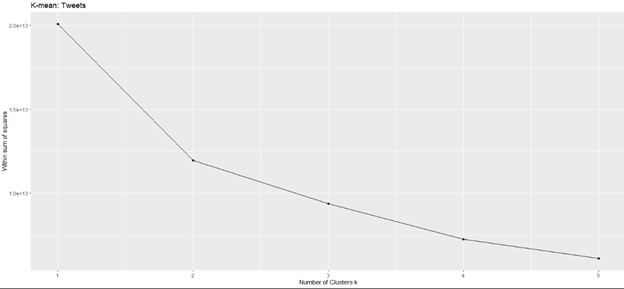 K-mean: Tweets
2.0e+13
1.5e+13
1.0e+13
Within sum of squares
1 2 3 4 5
Number of Clusters k